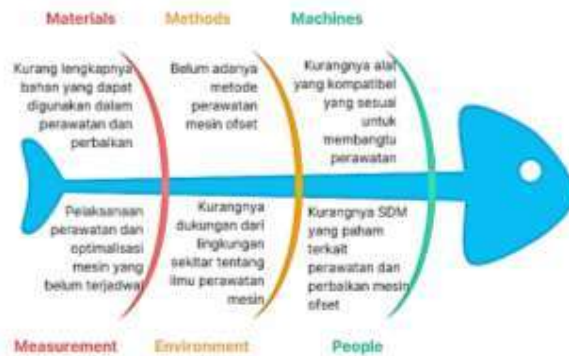 Materials
Methods
Machines
Kurang lengkapnya
bahan yang dapat
digunakan dalam
perawatan dan
perbaikan
Belum adanya
metode
perawatan
mesin ofset
Kurangnya alat
yang kompatibel
yang sesuai
untuk
membangtu
perawatan
Pelaksanaan
perawatan dan
optimalisasi
mesin yang
belum terjadwal
Kurangnya
dukungan dari
lingkungan
sekitar tentang
ilmu perawatan
mesin
Kurangnya SDM
yang paham
terkait
perawatan dan
perbaikan mesin
ofset
Measurement
Environment
People